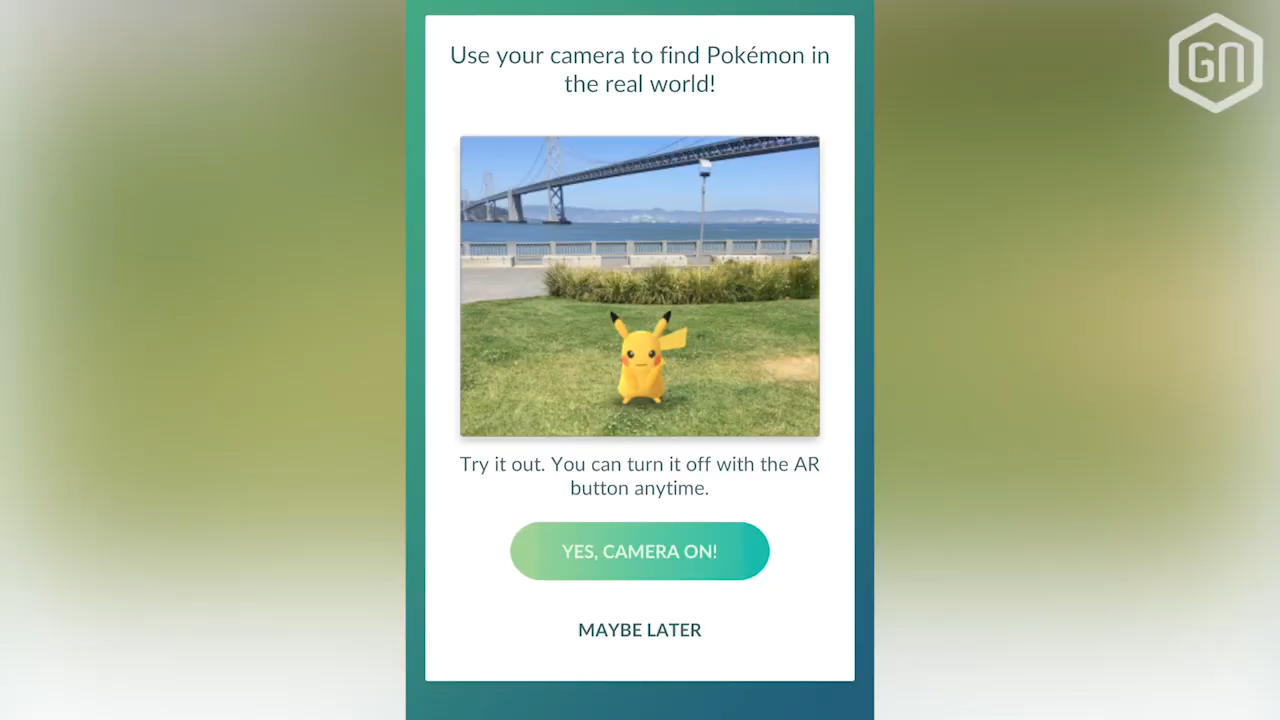 Use your camera to find Pokémon in
the real world!
Try it out. You can turn it off with the AR
button anytime.
YES, CAMERA ON!
MAYBE LATER
GN